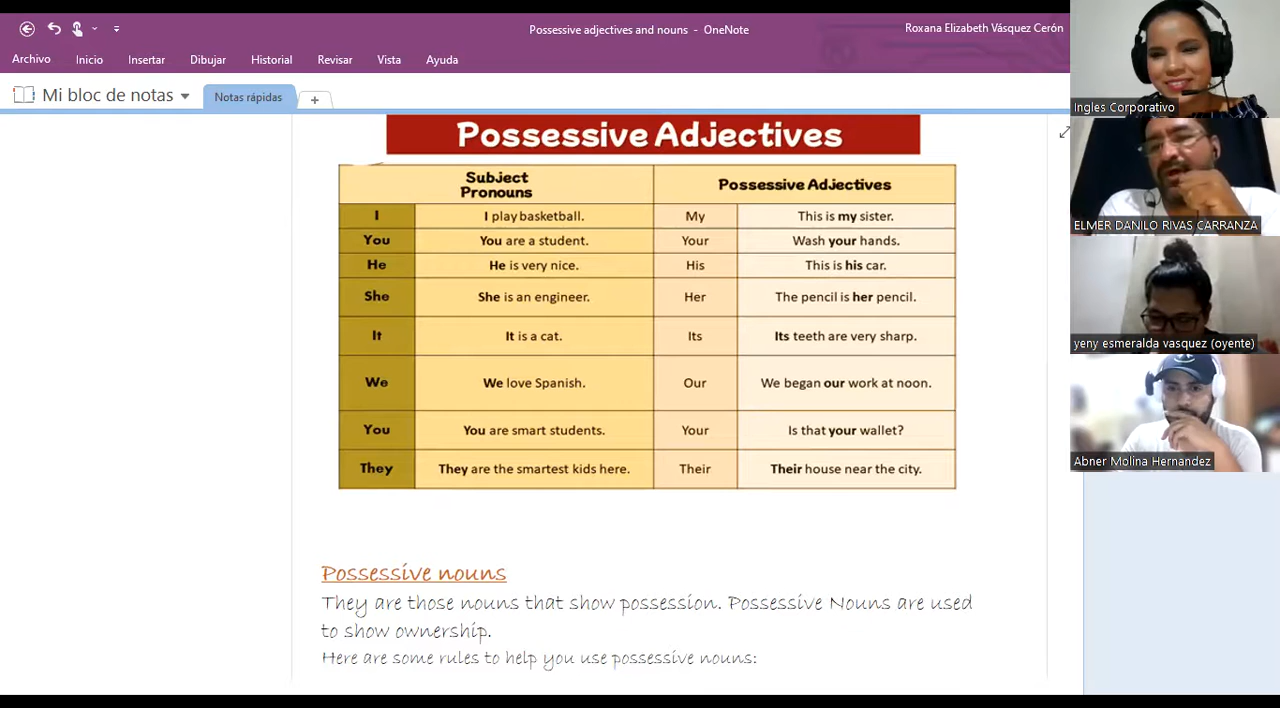 Possessive adjectives and nouns - OneNote
Roxana Elizabeth Vásquez Cerón
Archivo Inicio Insertar Dibujar Historial Revisar Vista Ayuda
Mi bloc de notas Notas rápidas +
Possessive Adjectives
Subject Pronouns Possessive Adjectives
I I play basketball. My This is my sister.
You You are a student. Your Wash your hands.
He He is very nice. His This is his car.
She She is an engineer. Her The pencil is her pencil.
It It is a cat. Its Its teeth are very sharp.
We We love Spanish. Our We began our work at noon.
You You are smart students. Your Is that your wallet?
They They are the smartest kids here. Their Their house near the city.
Possessive nouns
They are those nouns that show possession. Possessive Nouns are used
to show ownership.
Here are some rules to help you use possessive nouns:
Ingles Corporativo
ELMER DANILO RIVAS CARRANZA
yeny esmeralda vasquez (oyente)
Abner Molina Hernandez